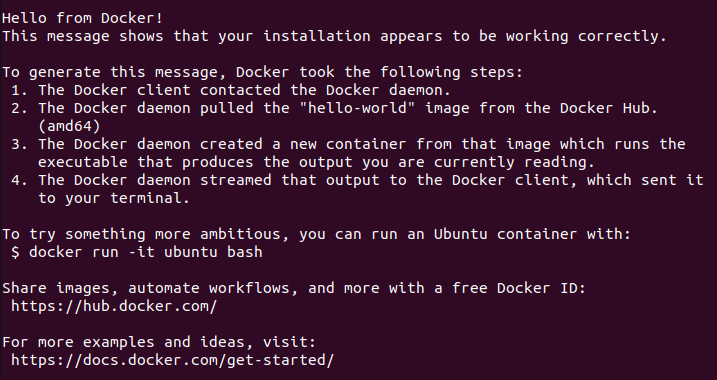 Hello from Docker!
This message shows that your installation appears to be working correctly.
To generate this message, Docker took the following steps:
1. The Docker client contacted the Docker daemon.
2. The Docker daemon pulled the "hello-world" image from the Docker Hub.
(amd64)
3. The Docker daemon created a new container from that image which runs the
executable that produces the output you are currently reading.
4. The Docker daemon streamed that output to the Docker client, which sent it
to your terminal.
To try something more ambitious, you can run an Ubuntu container with:
$ docker run -it ubuntu bash
Share images, automate workflows, and more with a free Docker ID:
https://hub.docker.com/
For more examples and ideas, visit:
https://docs.docker.com/get-started/